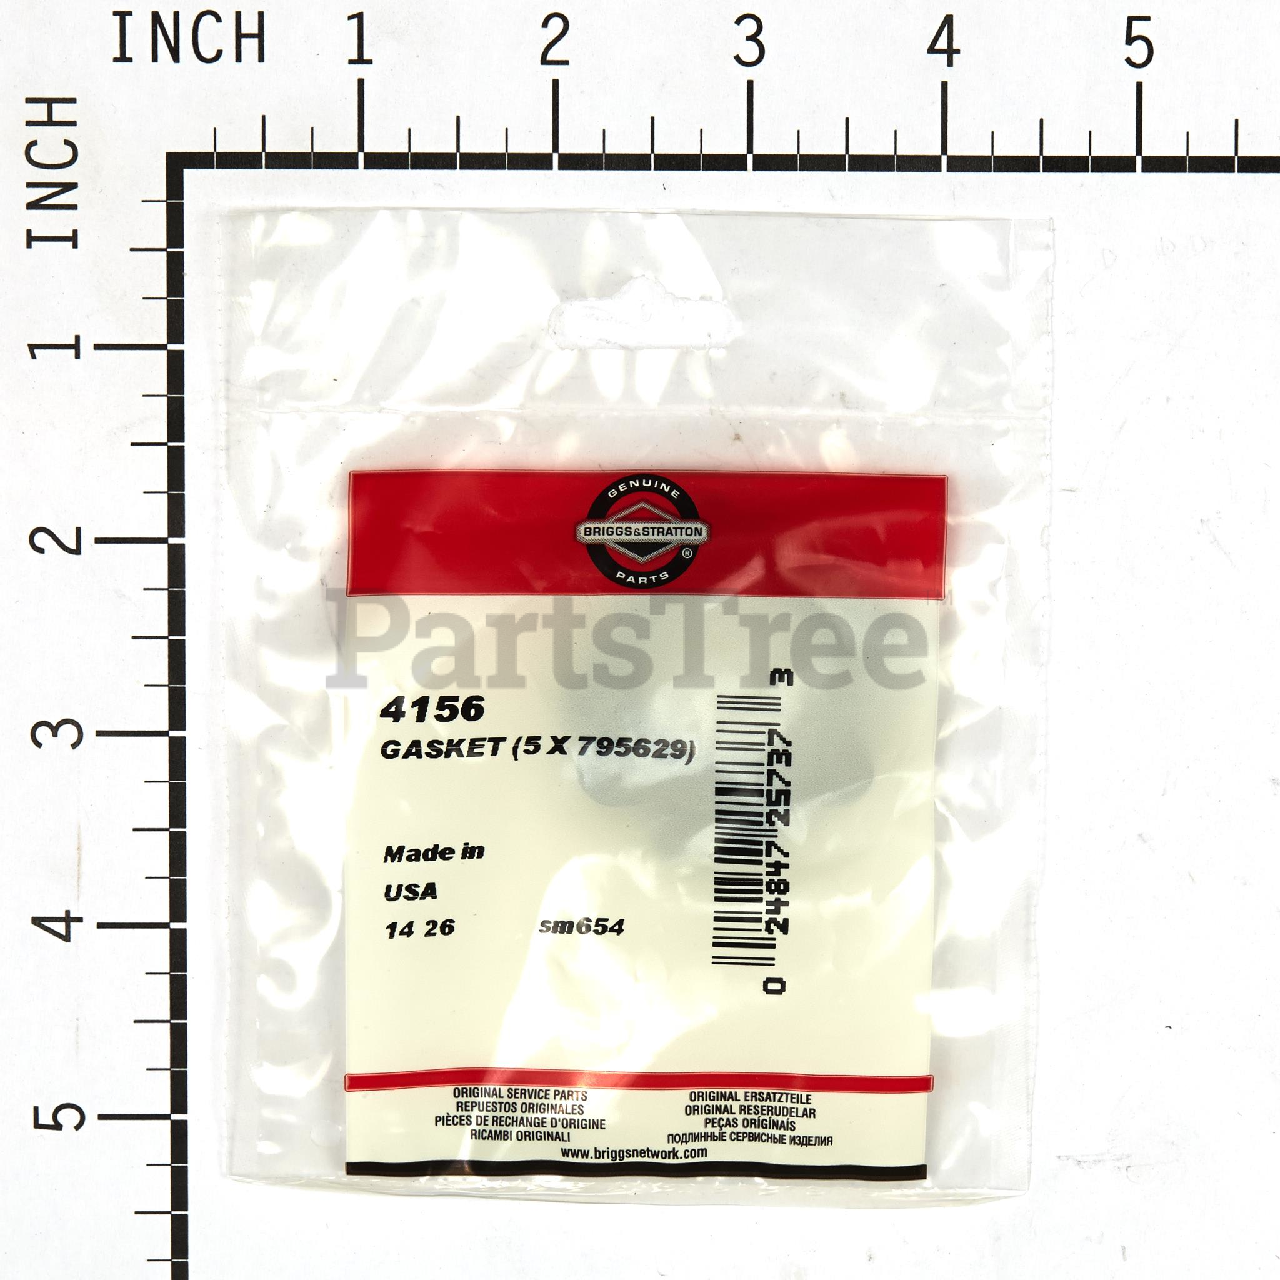 INCH 1 2 3 4 5
INCH
1
2
3
4
5
GENUINE
BRIGGS&STRATTON
®
PARTS
PartsTree
TM
4156
GASKET (5 X 795629)
0 24847 25737 3
Made in
USA
14 26 sm654
ORIGINAL SERVICE PARTS
REPUESTOS ORIGINALES
PIÈCES DE RECHANGE D'ORIGINE
RICAMBI ORIGINALI
ORIGINAL ERSATZTEILE
ORIGINAL RESERUDELAR
PEÇAS ORIGINAIS
ПОДЛИННЫЕ СЕРВИСНЫЕ ИЗДЕЛИЯ
www.briggsnetwork.com